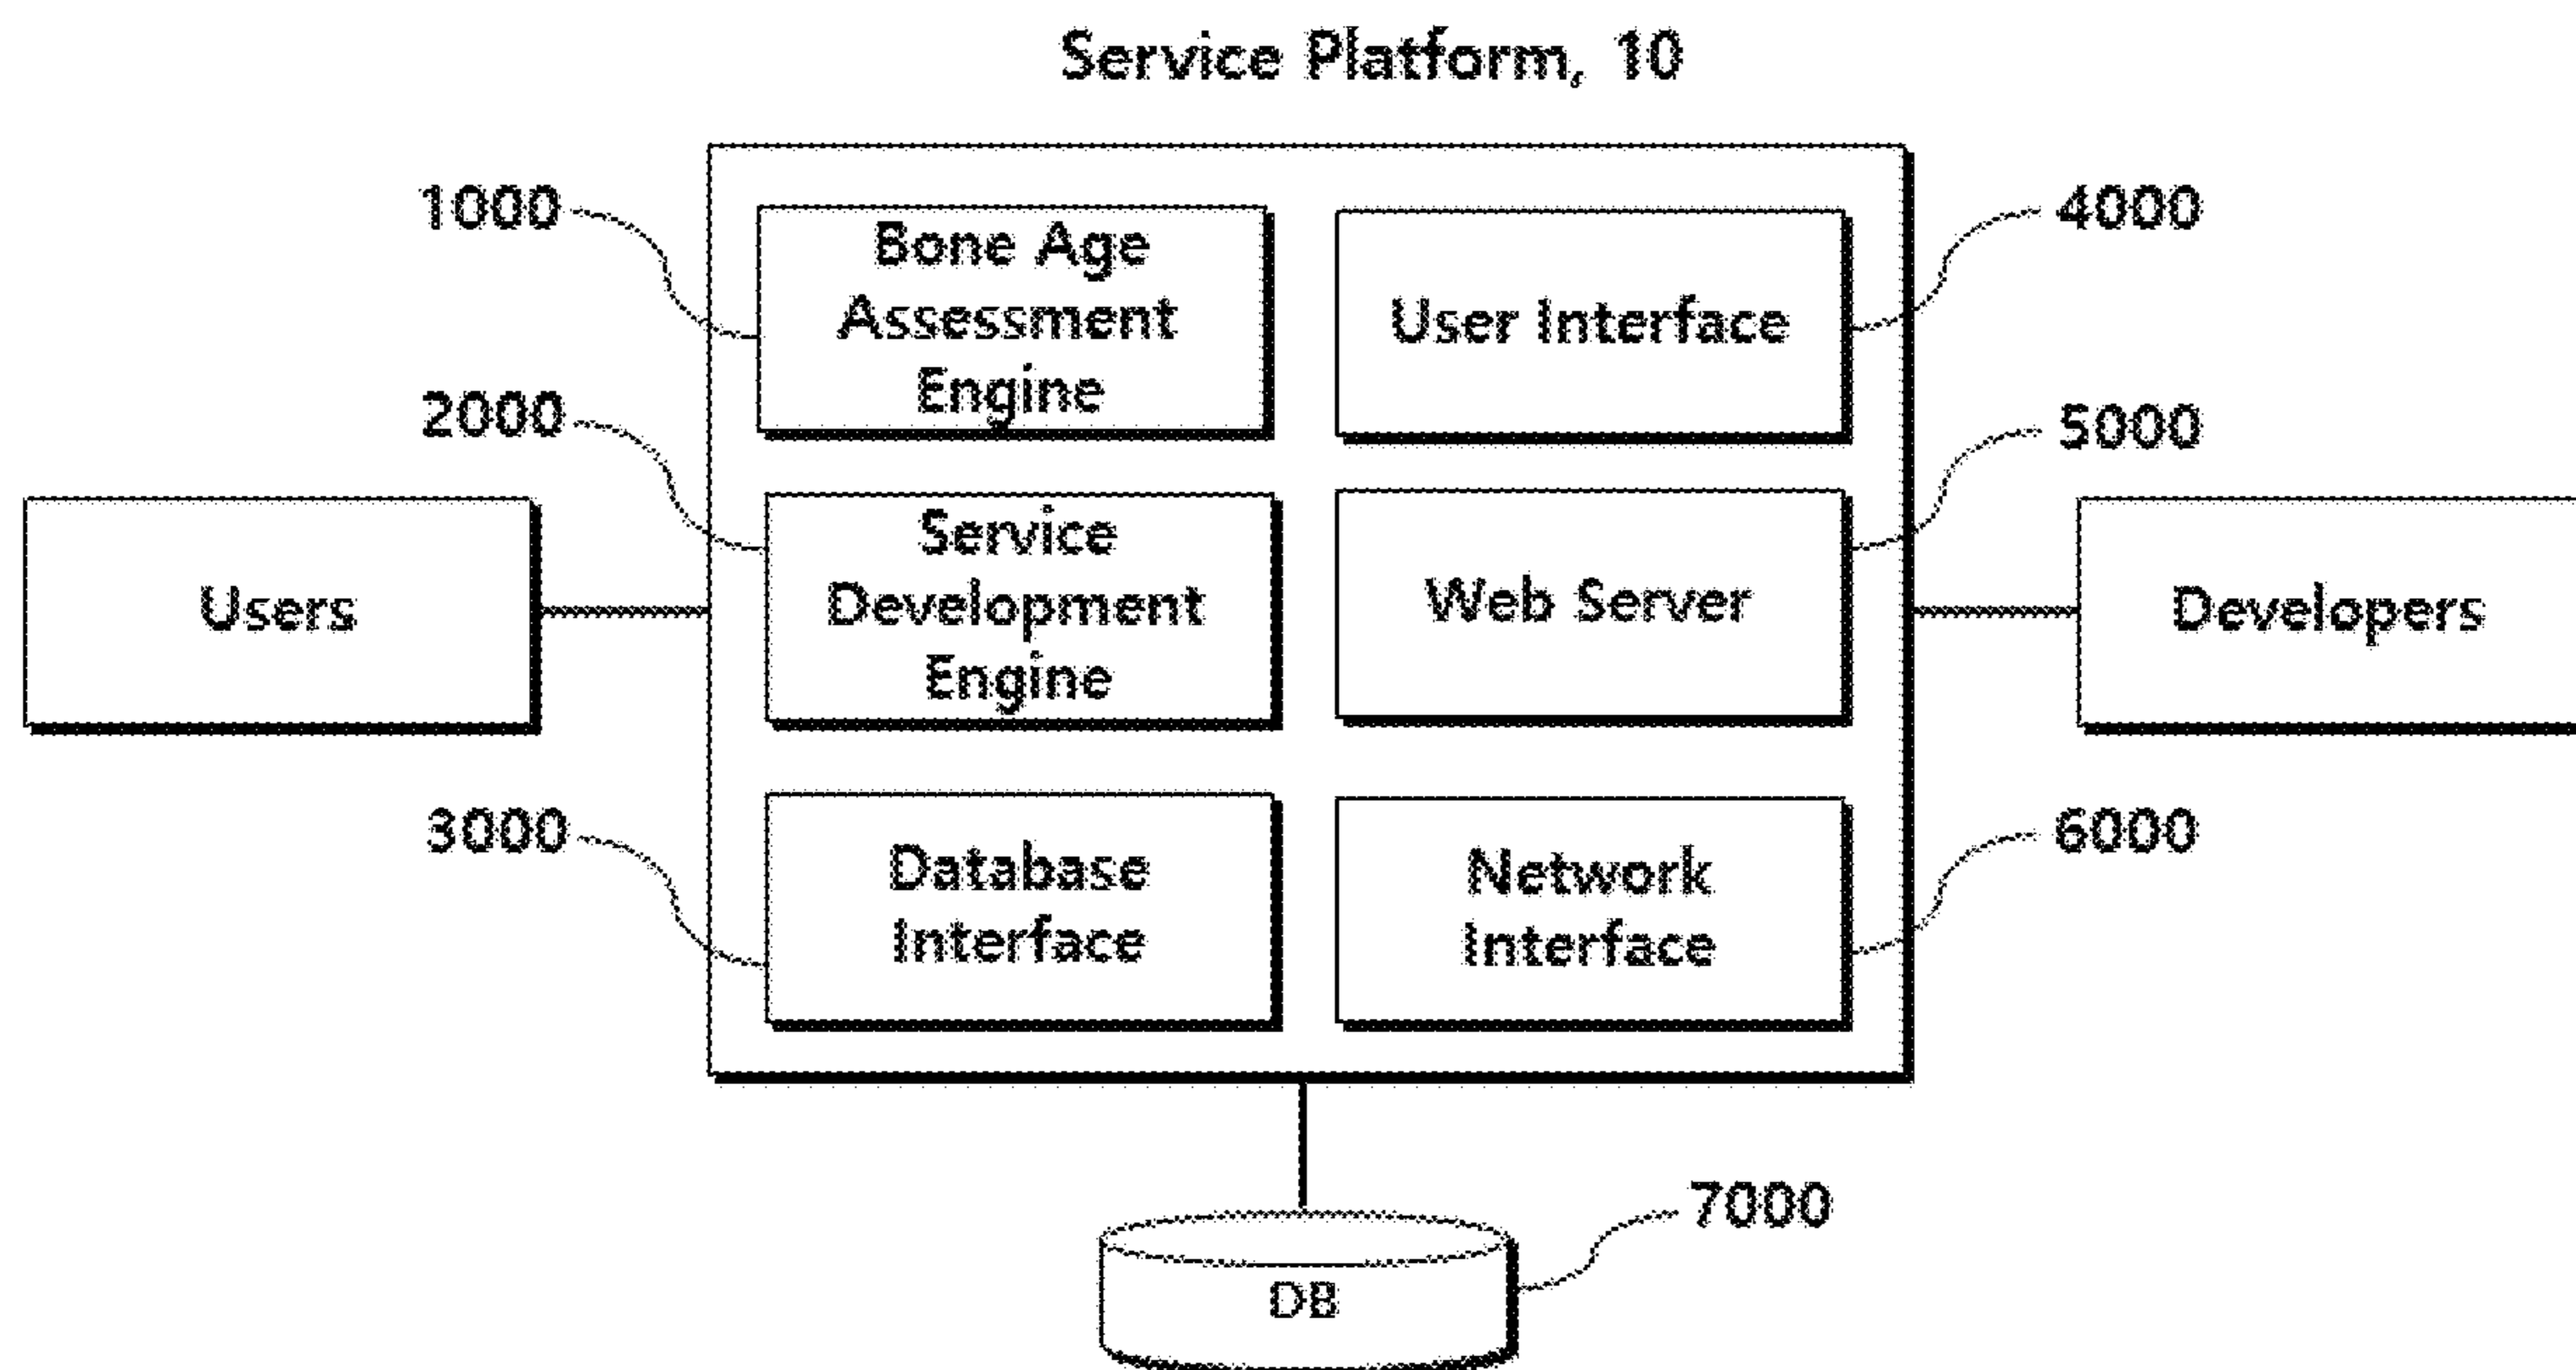 Service Platform, 10
1000
Bone Age
Assessment
Engine
User Interface
4000
2000
5000
Users
Service
Development
Engine
Web Server
Developers
3000
Database
Interface
Network
Interface
6000
7000
DB